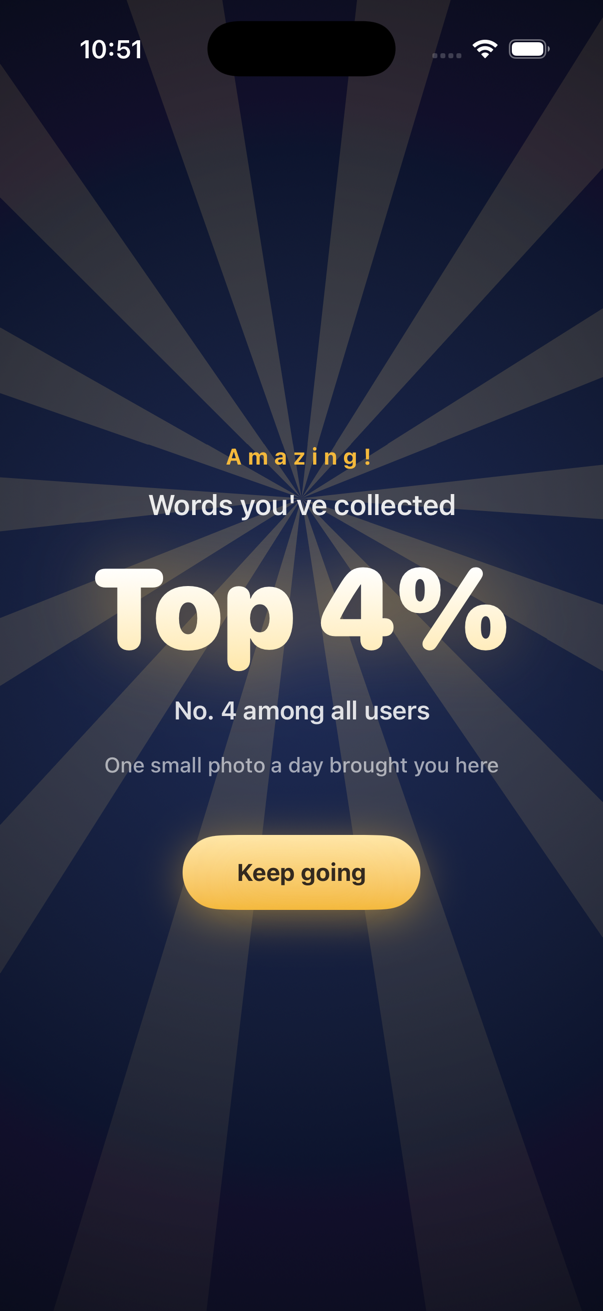 10:51
Amazing!
Words you've collected
Top 4%
No. 4 among all users
One small photo a day brought you here
Keep going